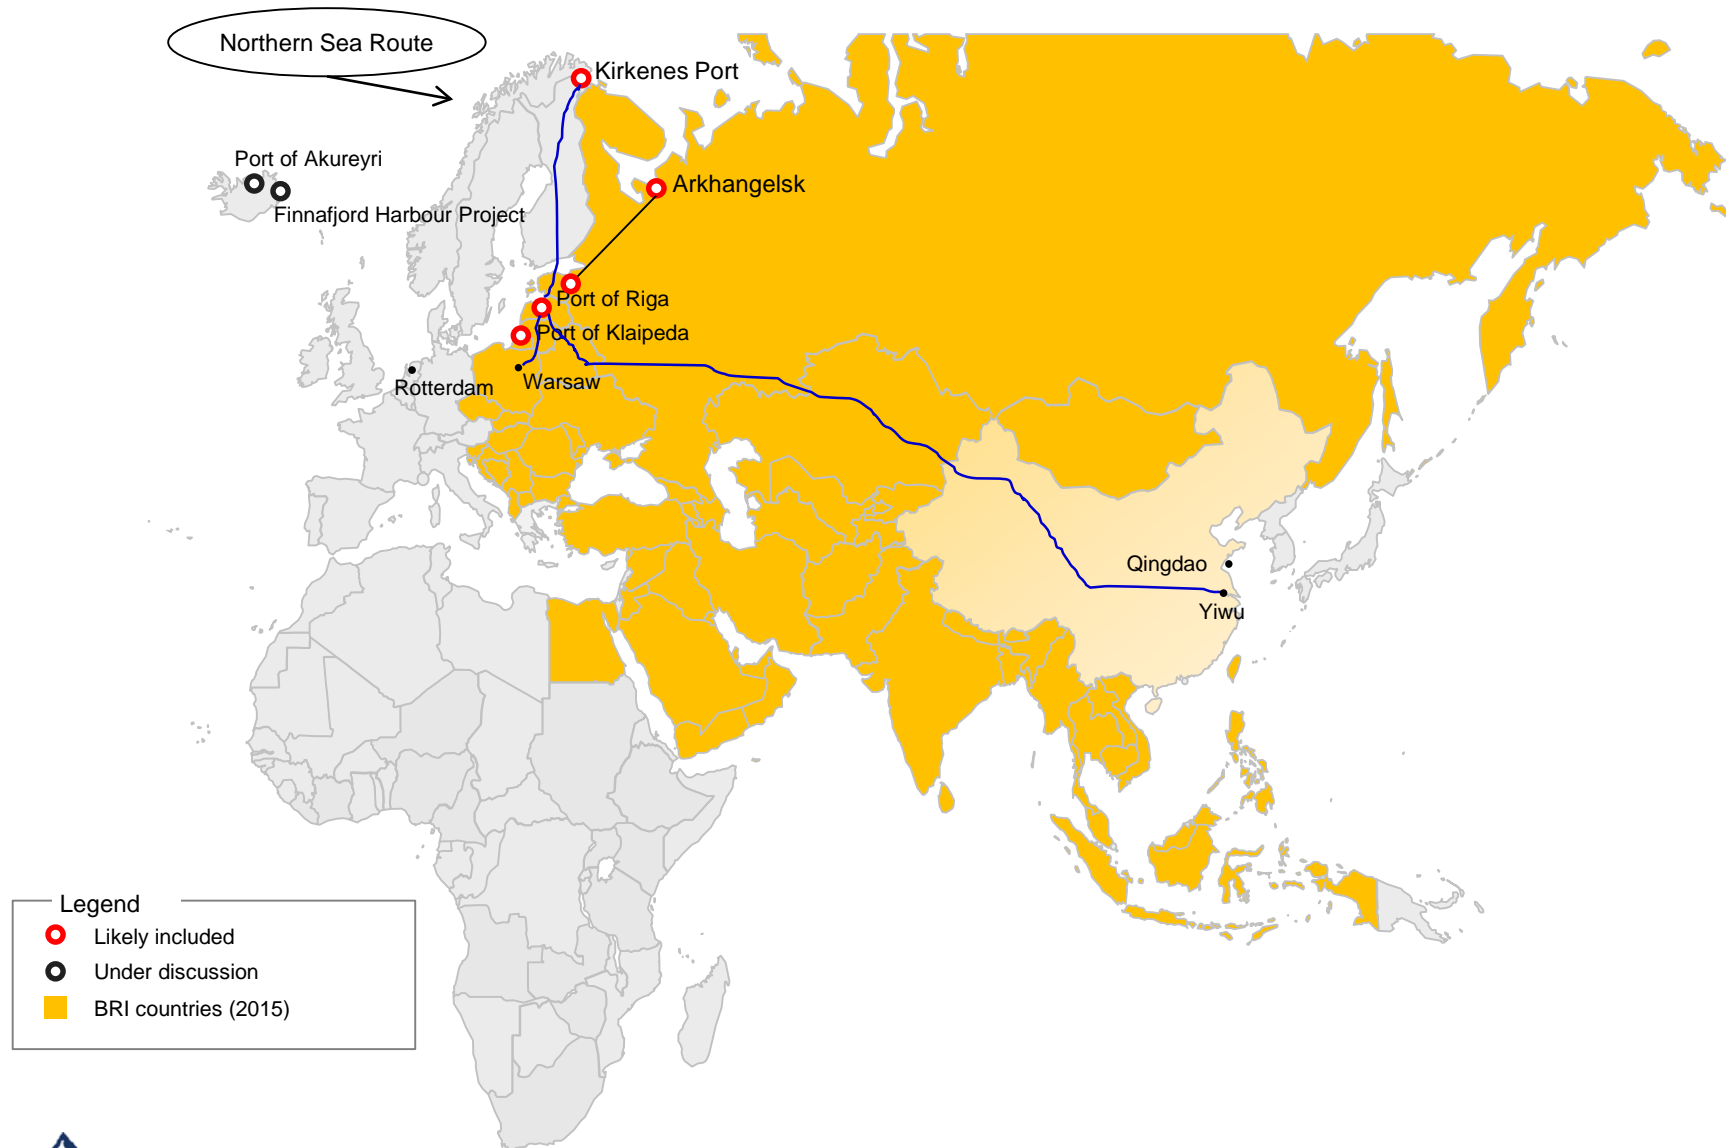 Northern Sea Route
Kirkenes Port
Port of Akureyri
Arkhangelsk
Finnafjord Harbour Project
Port of Riga
Port of Klaipeda
Rotterdam
Warsaw
Qingdao
Yiwu
Legend
Likely included
Under discussion
BRI countries (2015)